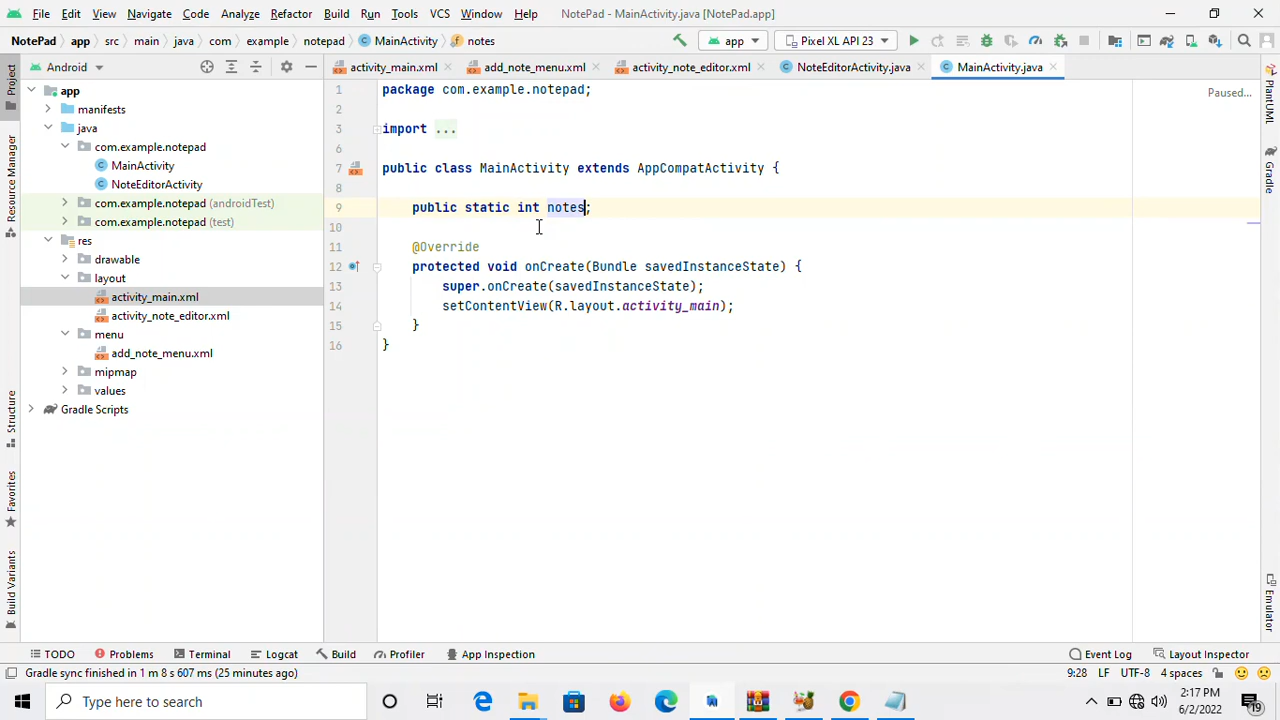 File Edit View Navigate Code Analyze Refactor Build Run Tools VCS Window Help NotePad - MainActivity.java [NotePad.app]
NotePad app src main java com example notepad MainActivity notes app Pixel XL API 23
Android activity_main.xml add_note_menu.xml activity_note_editor.xml NoteEditorActivity.java MainActivity.java
Project
Resource Manager
Structure
Favorites
Build Variants
app
manifests
java
com.example.notepad
MainActivity
NoteEditorActivity
com.example.notepad (androidTest)
com.example.notepad (test)
res
drawable
layout
activity_main.xml
activity_note_editor.xml
menu
add_note_menu.xml
mipmap
values
Gradle Scripts
1 package com.example.notepad;
2
3 import ...
6
7 public class MainActivity extends AppCompatActivity {
8
9 public static int notes;
10
11 @Override
12 protected void onCreate(Bundle savedInstanceState) {
13 super.onCreate(savedInstanceState);
14 setContentView(R.layout.activity_main);
15 }
16 }
Paused...
PlantUML
Gradle
Emulator
TODO Problems Terminal Logcat Build Profiler App Inspection Event Log Layout Inspector
Gradle sync finished in 1 m 8 s 607 ms (25 minutes ago) 9:28 LF UTF-8 4 spaces
Type here to search
2:17 PM
6/2/2022
19